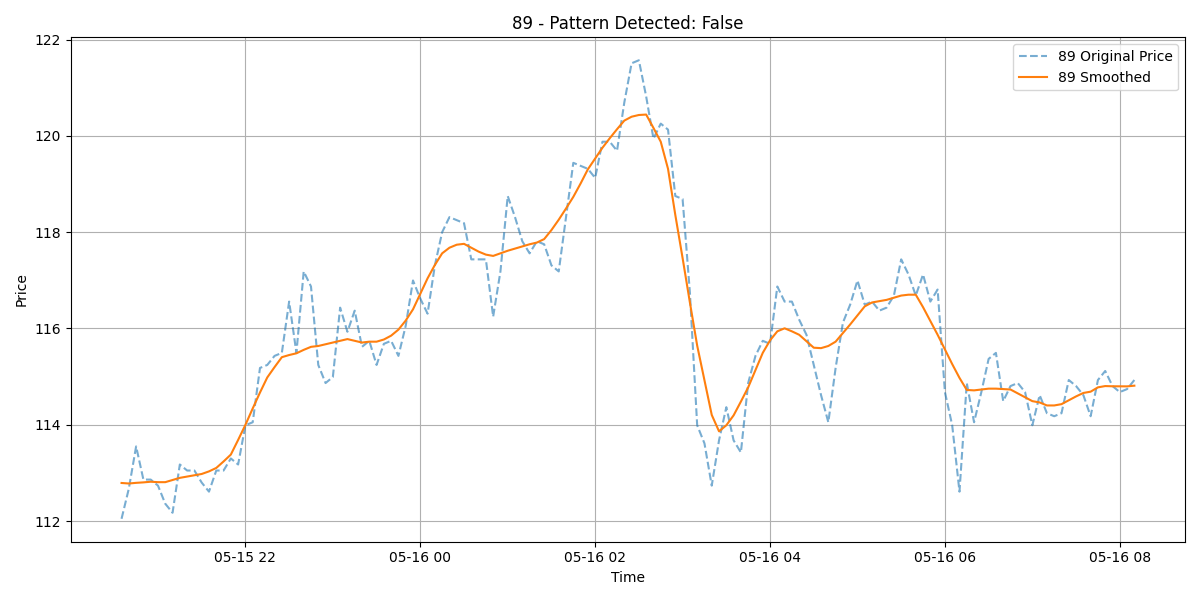 89 - Pattern Detected: False
89 Original Price
89 Smoothed
Price
122
120
118
116
114
112
05-15 22
05-16 00
05-16 02
05-16 04
05-16 06
05-16 08
Time